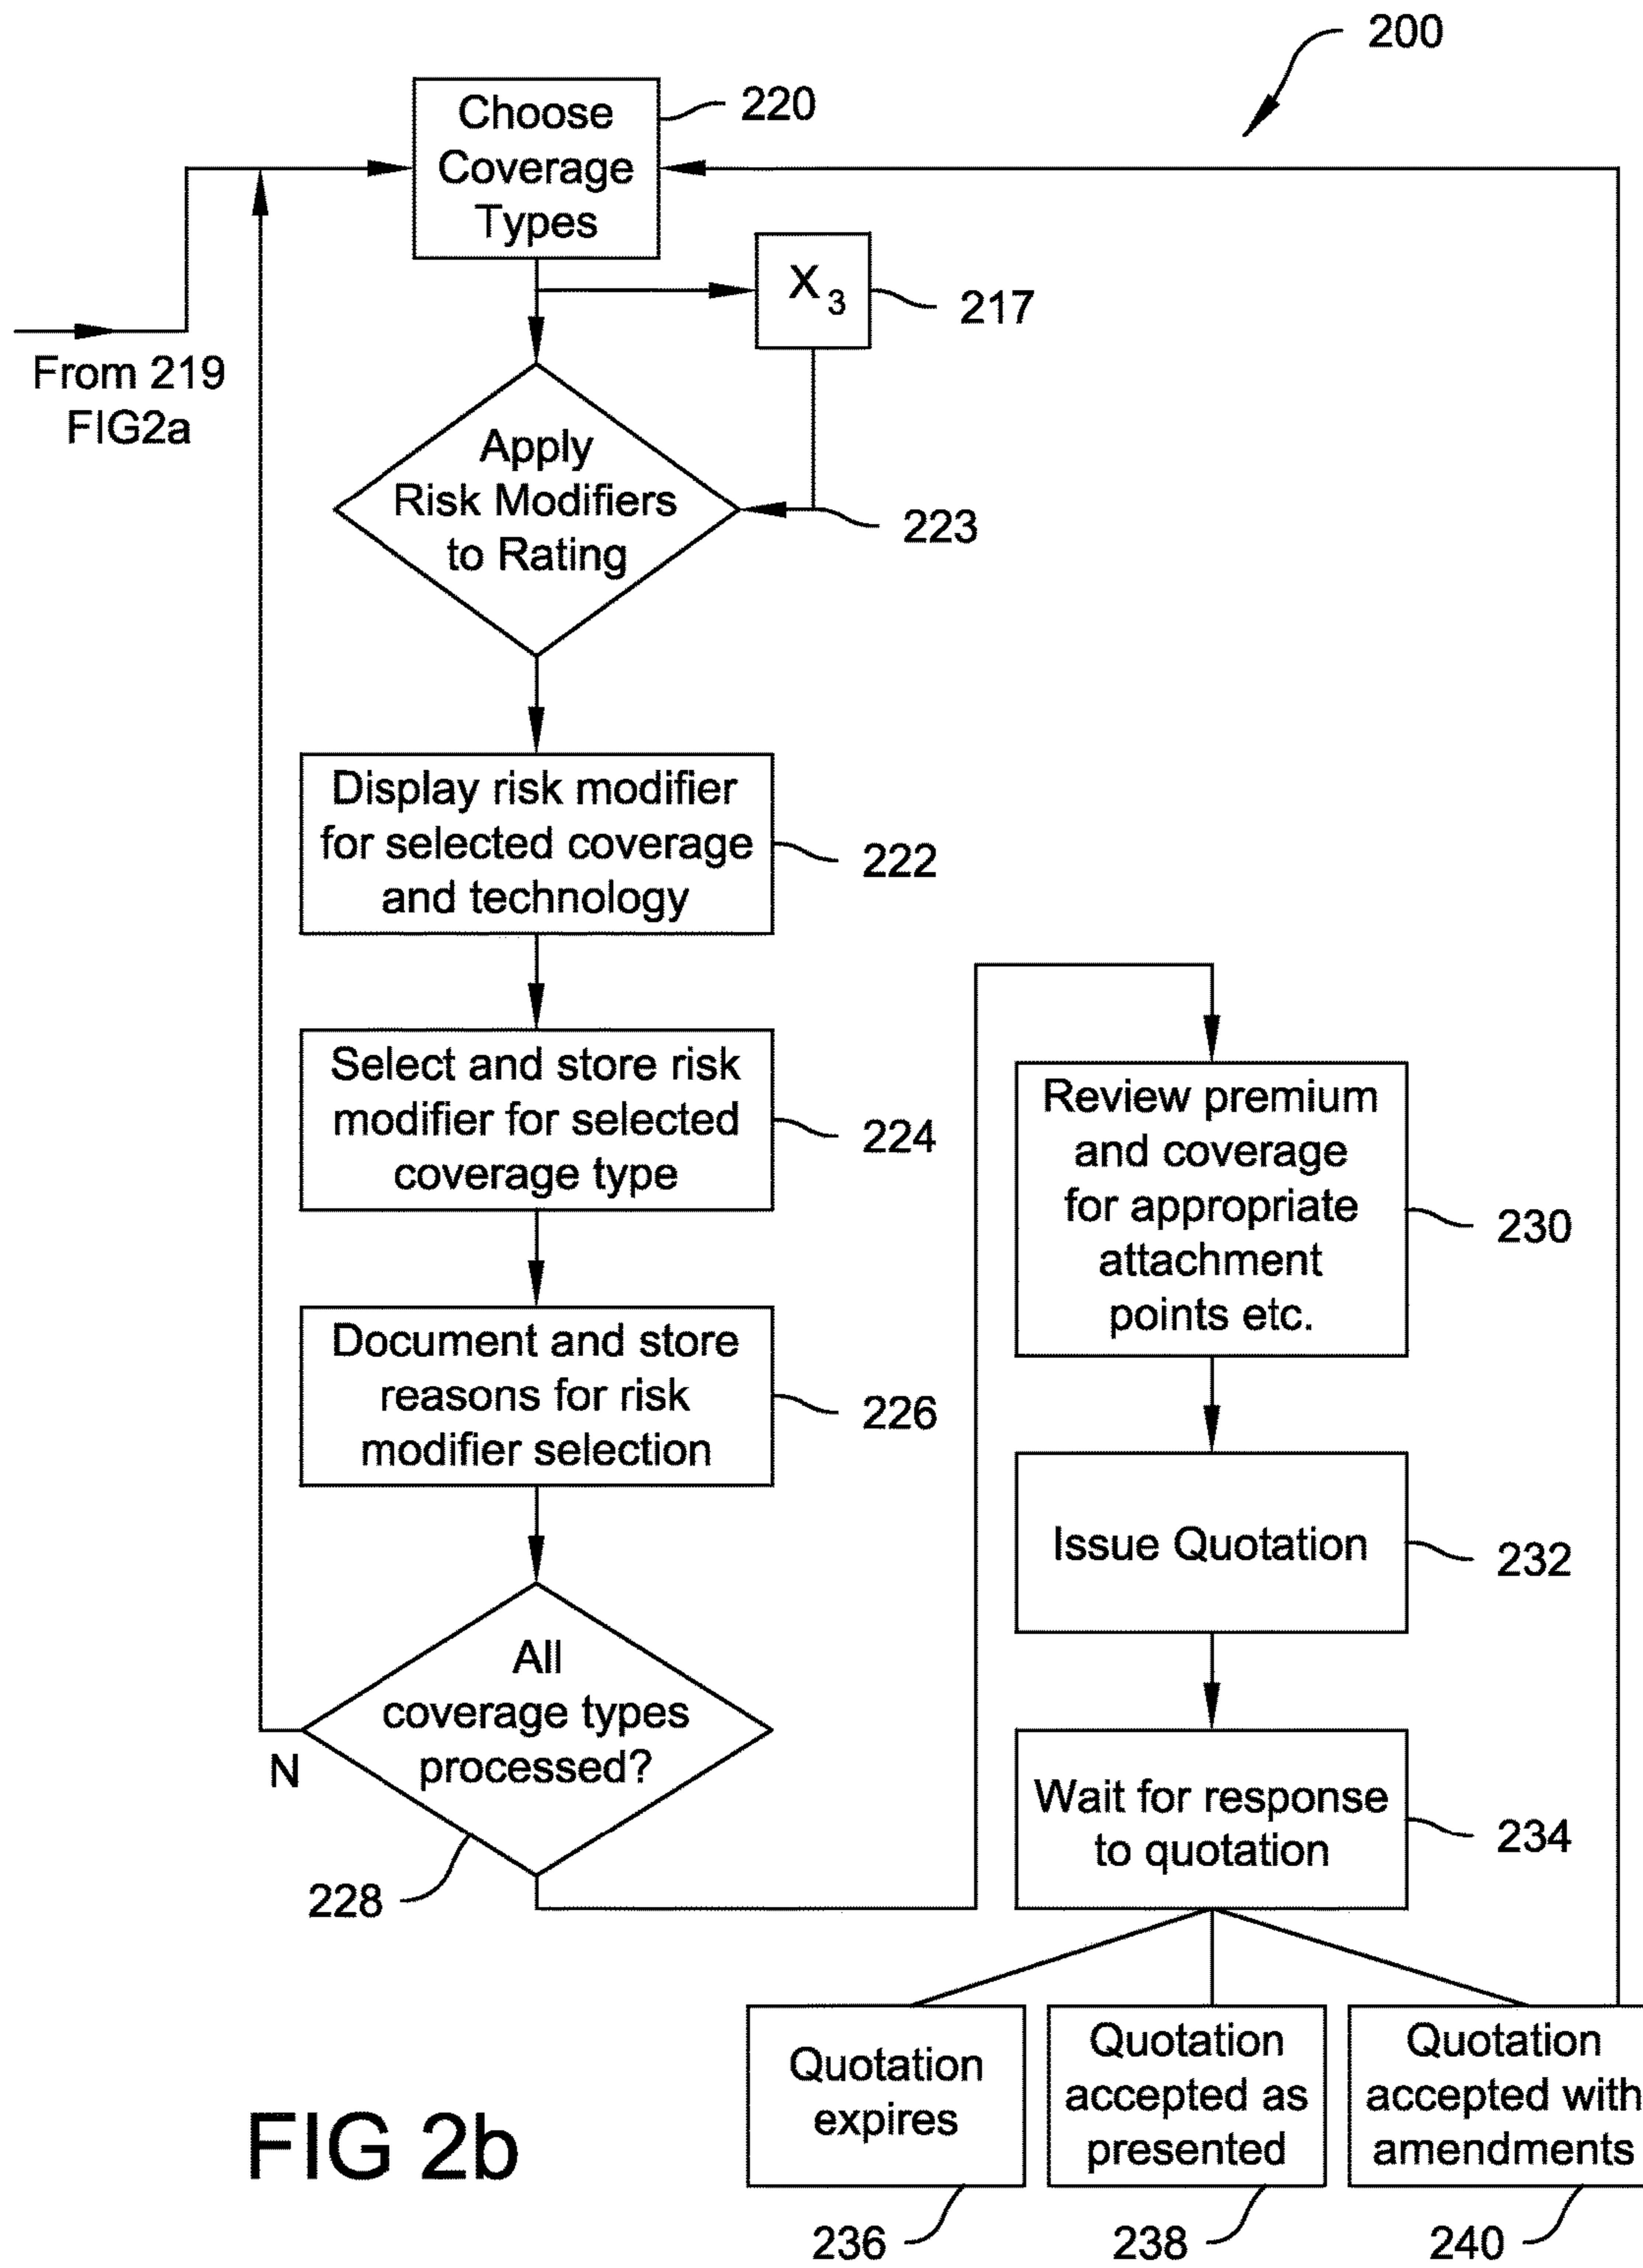 200
Choose
Coverage
Types
220
X 3
217
From 219
FIG2a
Apply
Risk Modifiers
to Rating
223
Display risk modifier
for selected coverage
and technology
222
Select and store risk
modifier for selected
coverage type
224
Document and store
reasons for risk
modifier selection
226
All
coverage types
processed?
N
228
Review premium
and coverage
for appropriate
attachment
points etc.
230
Issue Quotation
232
Wait for response
to quotation
234
Quotation
expires
236
Quotation
accepted as
presented
238
Quotation
accepted with
amendments
240
FIG 2b